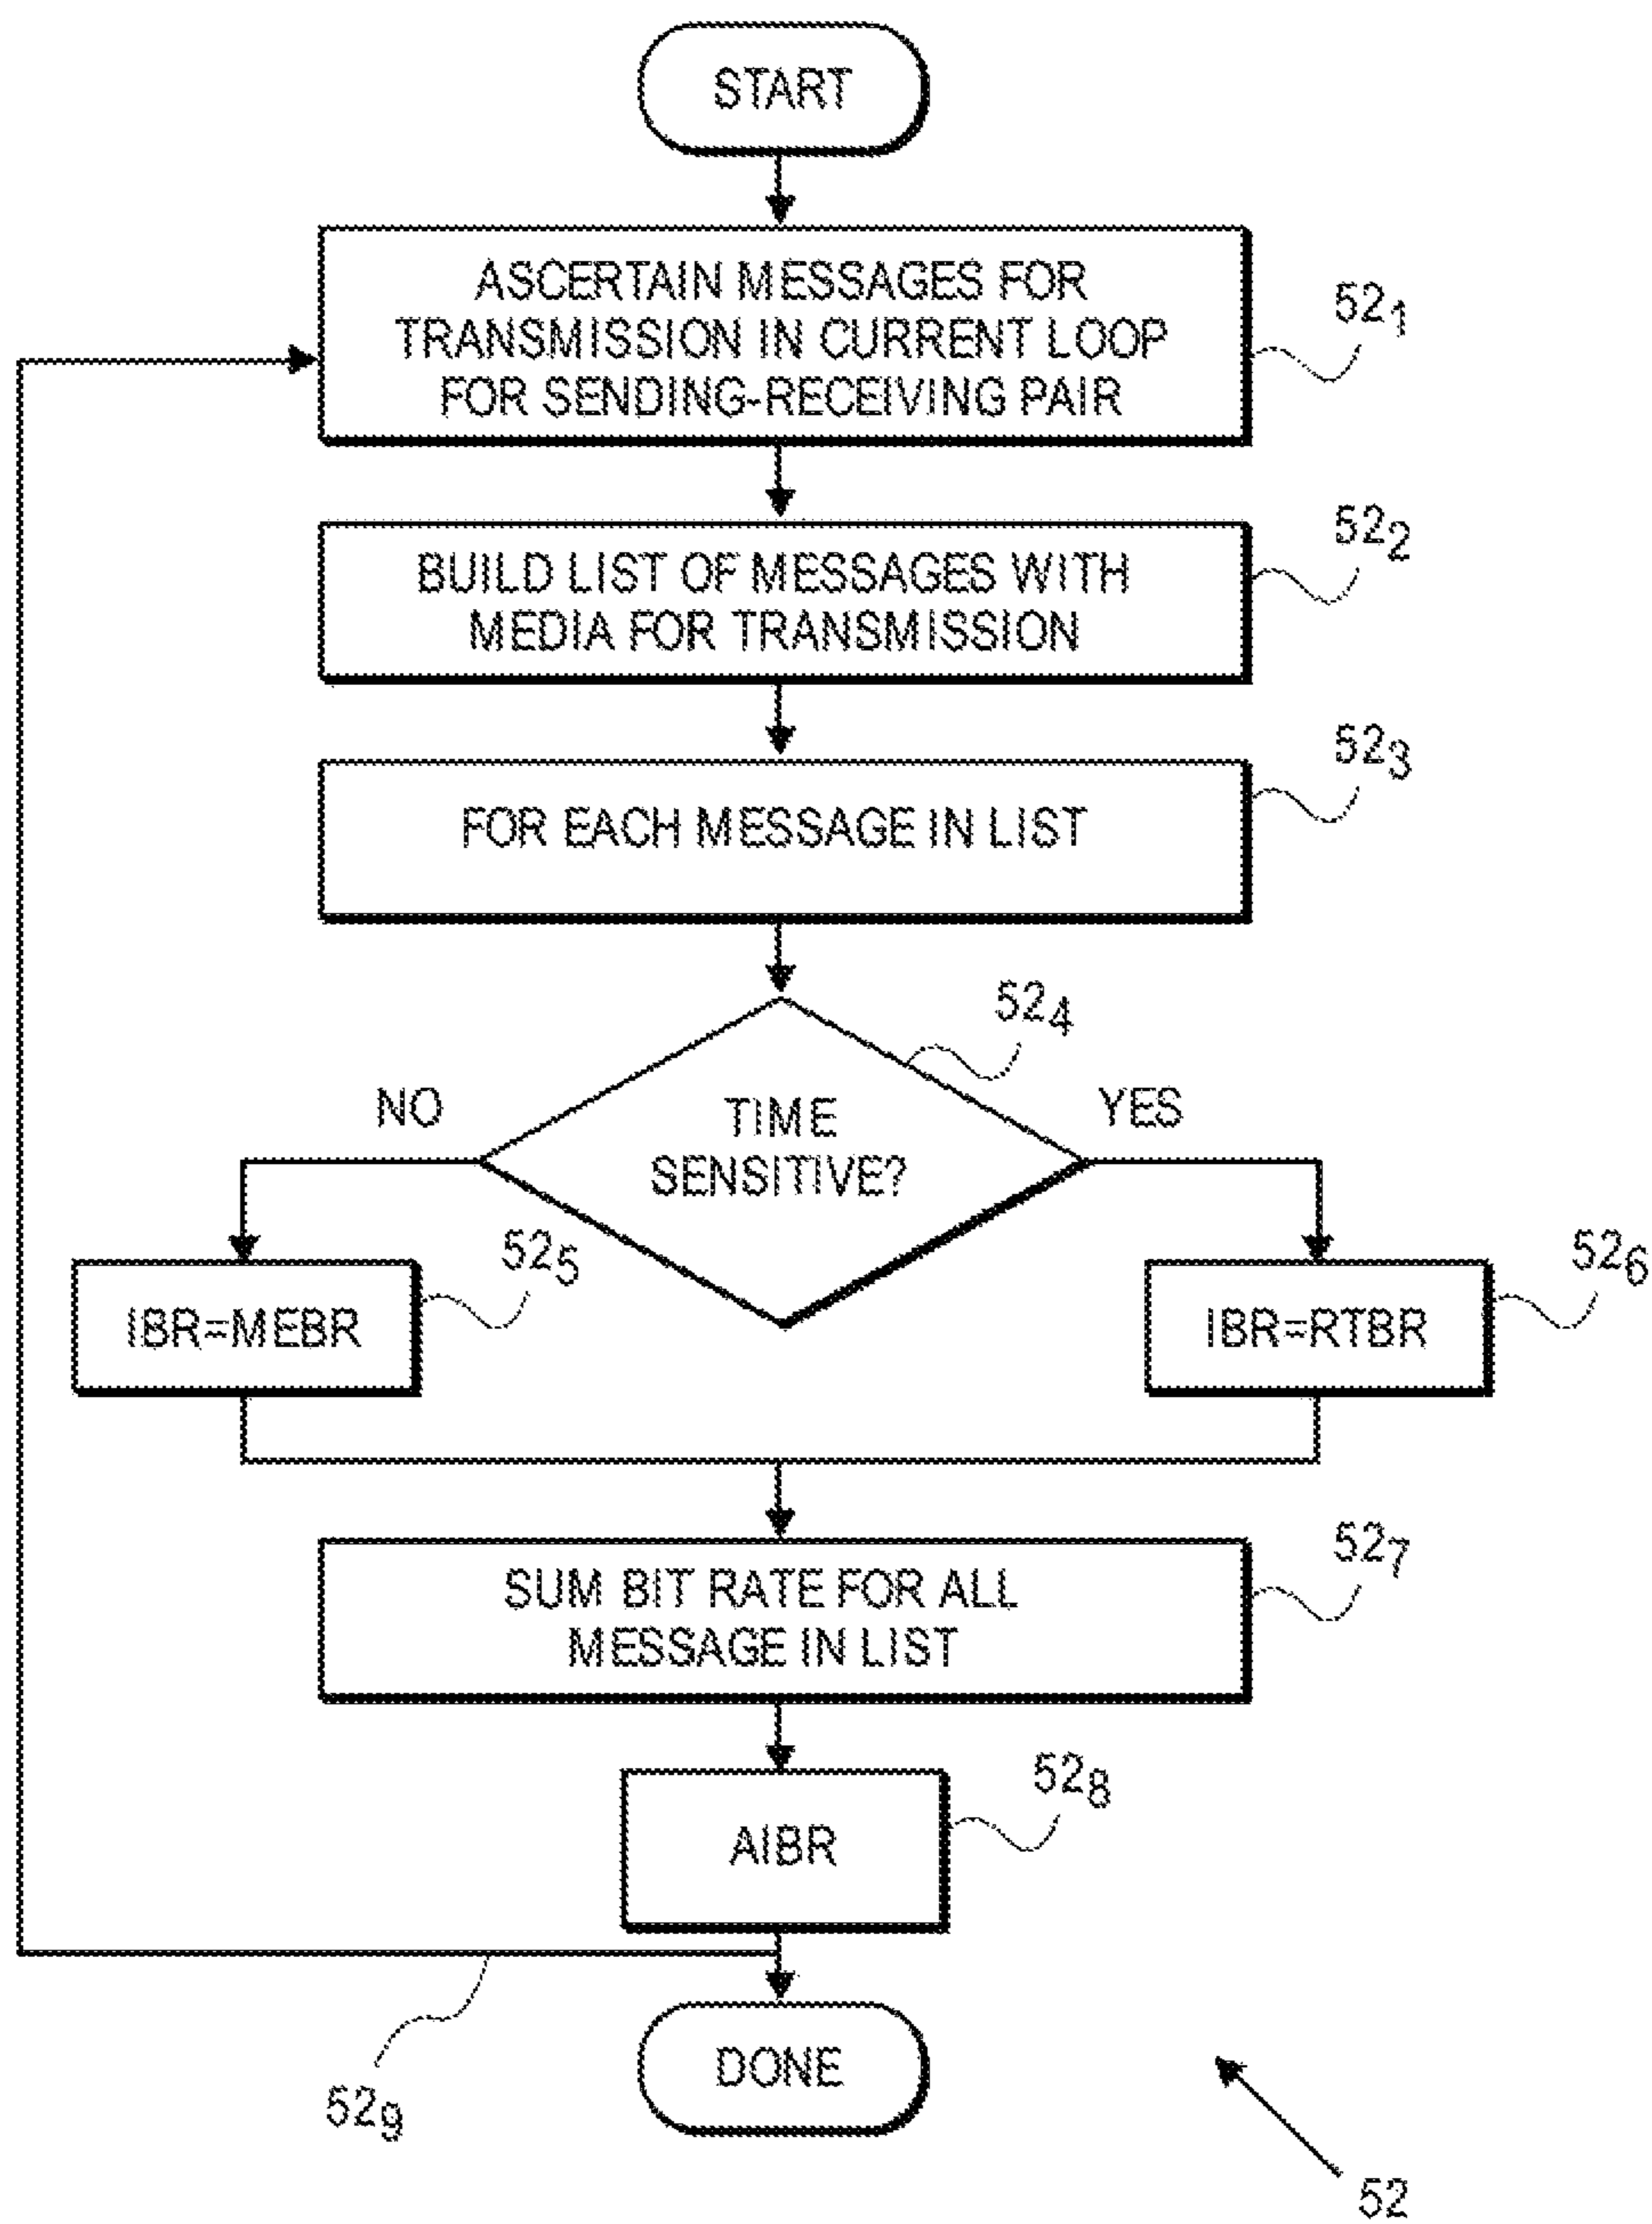 START
ASCERTAIN MESSAGES FOR
TRANSMISSION IN CURRENT LOOP
FOR SENDING-RECEIVING PAIR
52₁
BUILD LIST OF MESSAGES WITH
MEDIA FOR TRANSMISSION
52₂
FOR EACH MESSAGE IN LIST
52₃
TIME
SENSITIVE?
52₄
NO
YES
IBR=MEBR
52₅
IBR=RTBR
52₆
SUM BIT RATE FOR ALL
MESSAGE IN LIST
52₇
AIBR
52₈
52₉
DONE
52